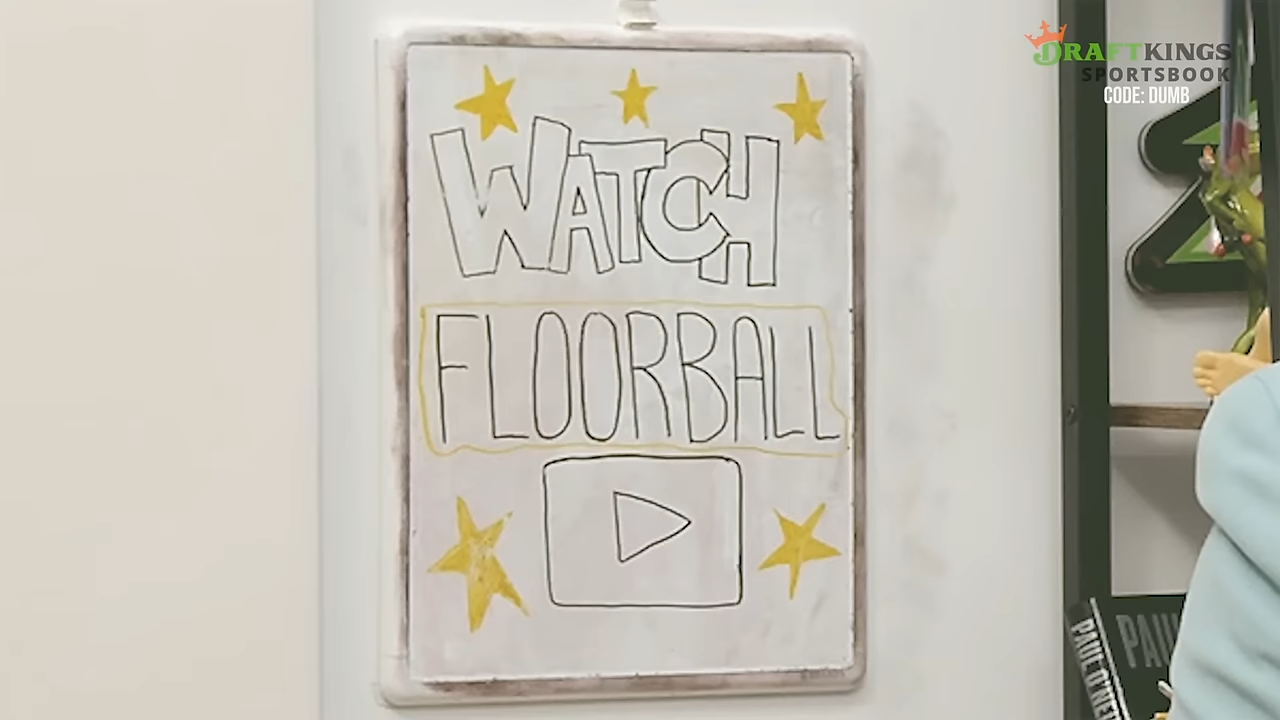 DRAFTKINGS
SPORTSBOOK
CODE: DUMB
WATCH
FLOORBALL